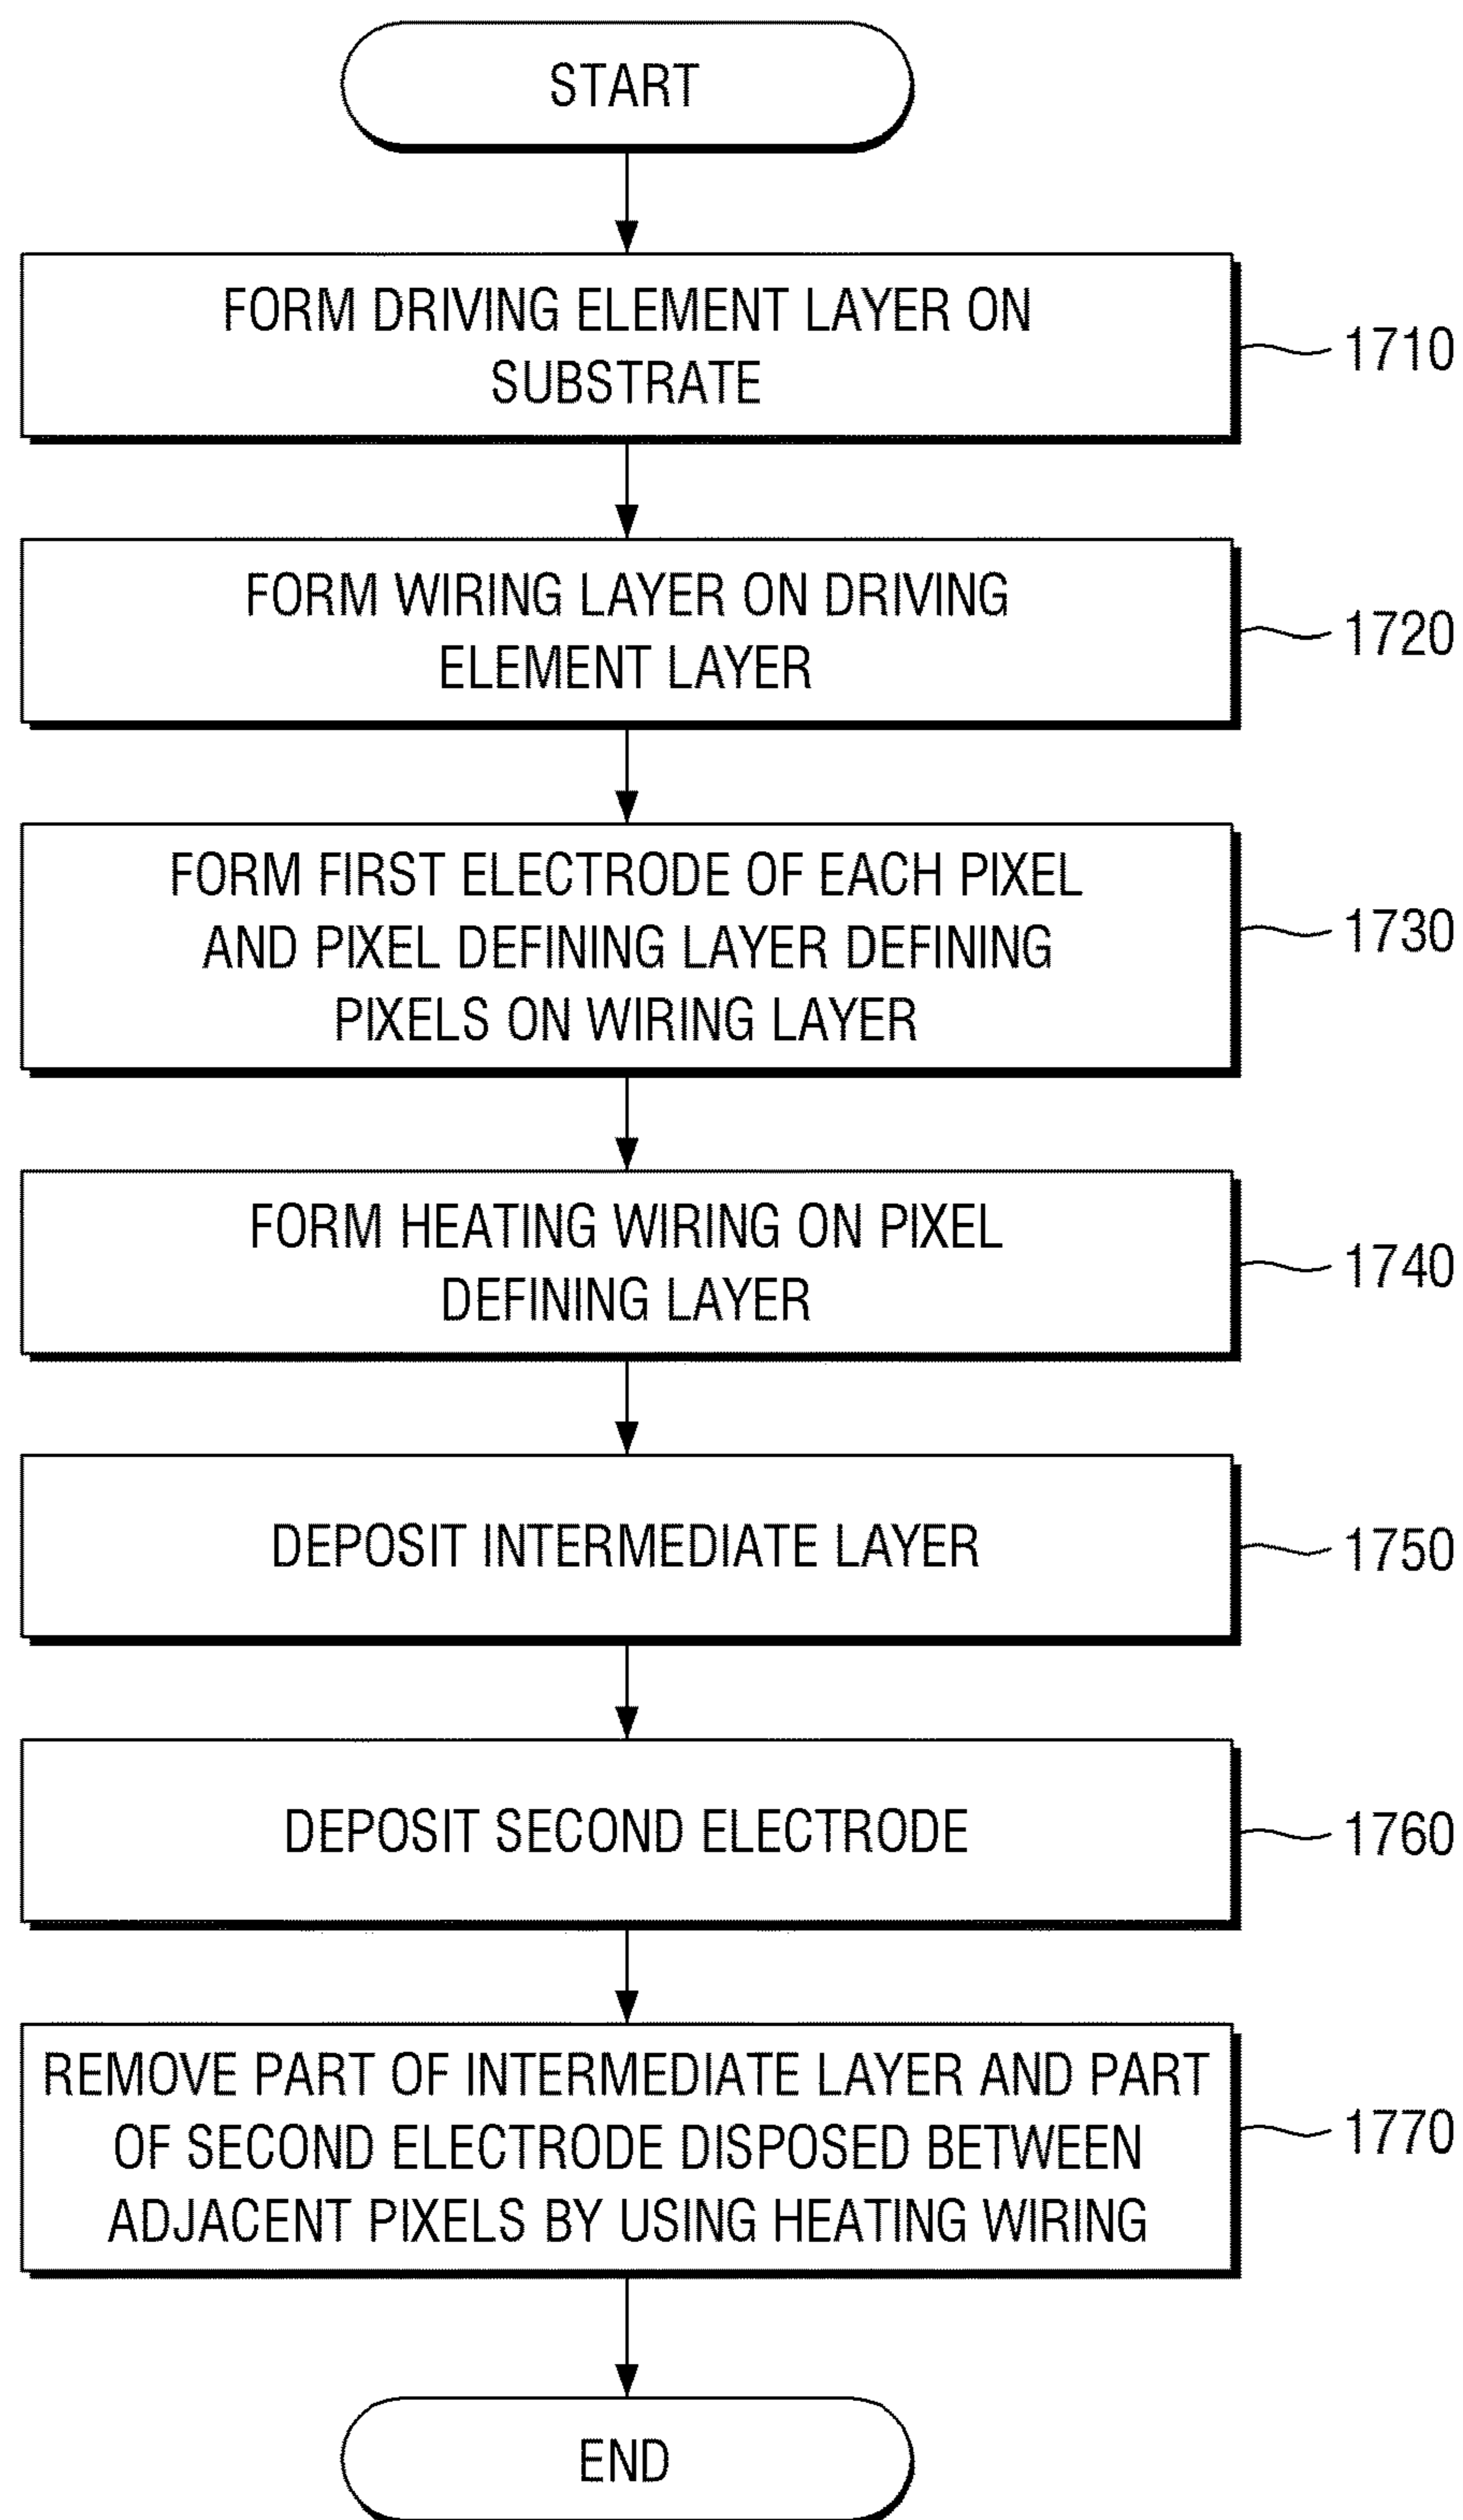 START
FORM DRIVING ELEMENT LAYER ON
SUBSTRATE
1710
FORM WIRING LAYER ON DRIVING
ELEMENT LAYER
1720
FORM FIRST ELECTRODE OF EACH PIXEL
AND PIXEL DEFINING LAYER DEFINING
PIXELS ON WIRING LAYER
1730
FORM HEATING WIRING ON PIXEL
DEFINING LAYER
1740
DEPOSIT INTERMEDIATE LAYER
1750
DEPOSIT SECOND ELECTRODE
1760
REMOVE PART OF INTERMEDIATE LAYER AND PART
OF SECOND ELECTRODE DISPOSED BETWEEN
ADJACENT PIXELS BY USING HEATING WIRING
1770
END